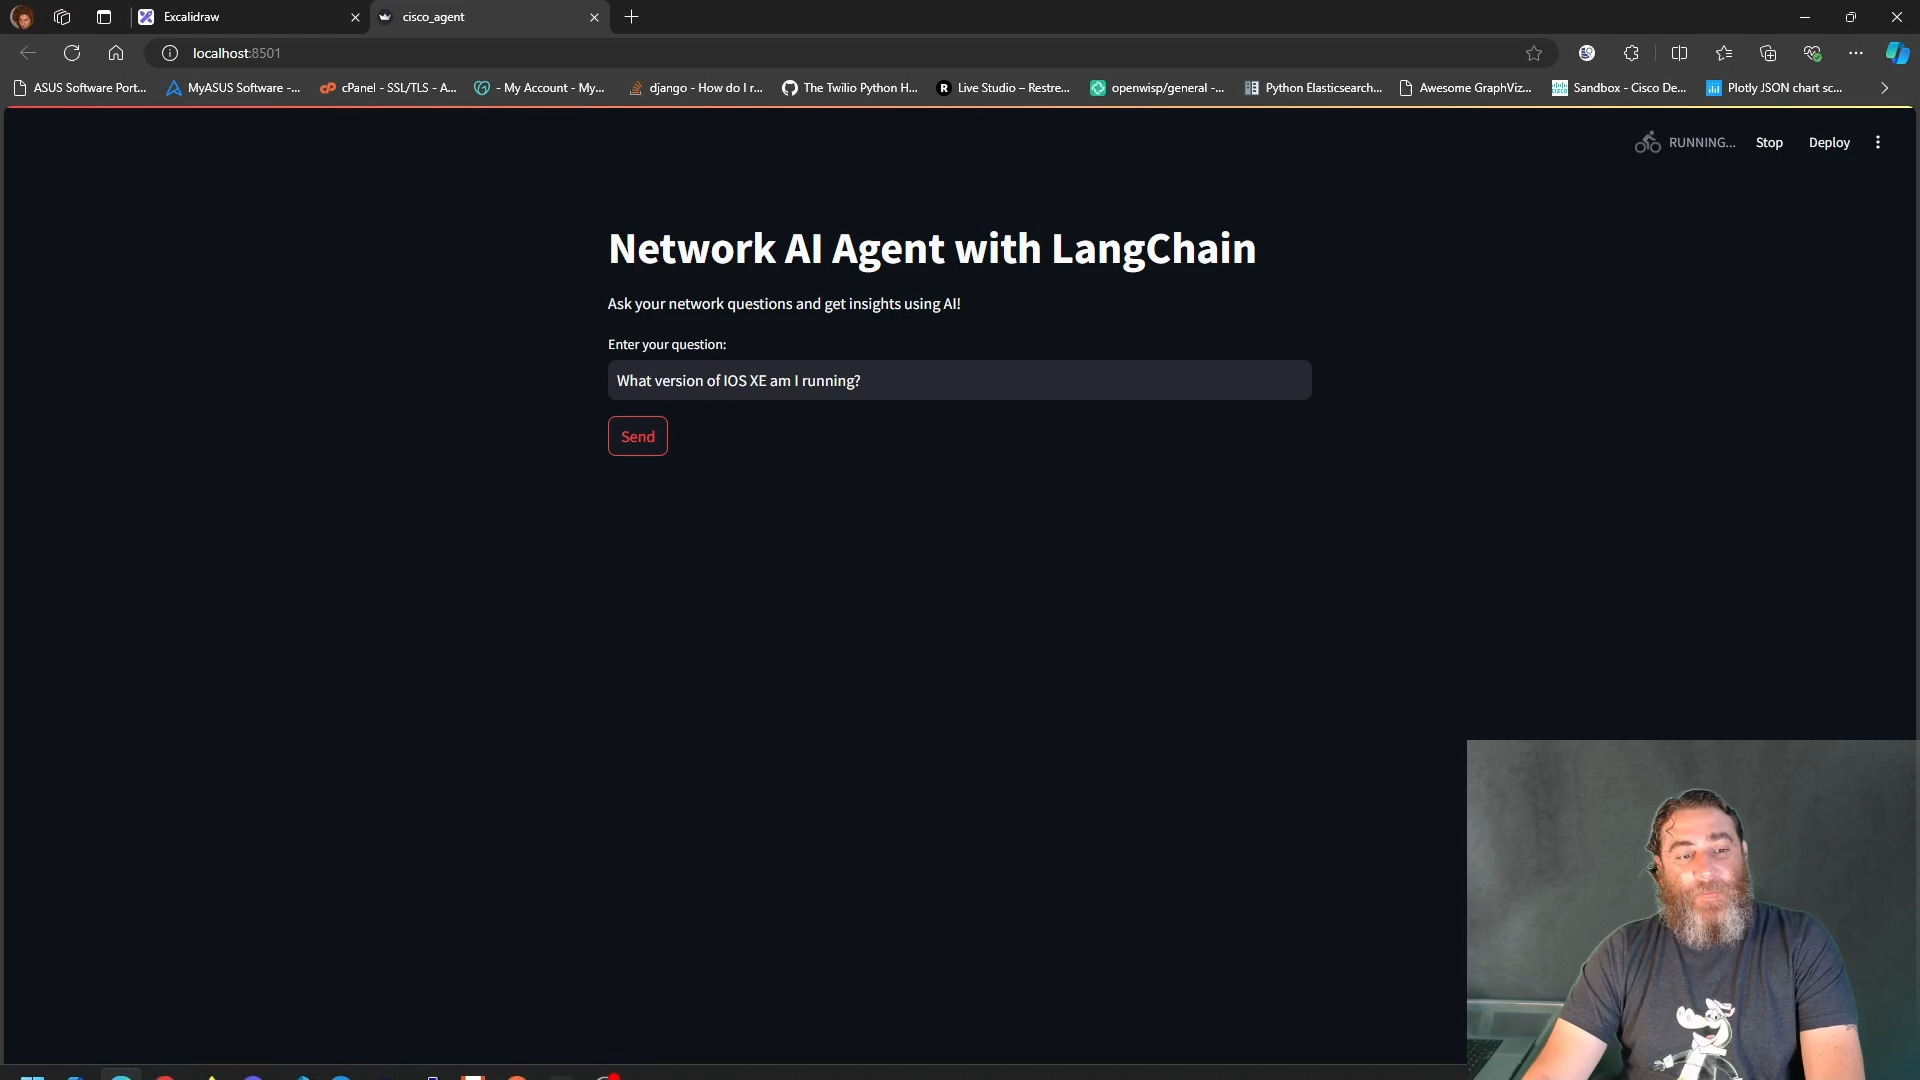 Excalidraw
cisco_agent
localhost:8501
ASUS Software Port...
MyASUS Software -...
cPanel - SSL/TLS - A...
- My Account - My...
django - How do I r...
The Twilio Python H...
Live Studio – Restre...
openwisp/general -...
Python Elasticsearch...
Awesome GraphViz...
Sandbox - Cisco De...
Plotly JSON chart sc...
RUNNING...
Stop
Deploy
Network AI Agent with LangChain
Ask your network questions and get insights using AI!
Enter your question:
What version of IOS XE am I running?
Send